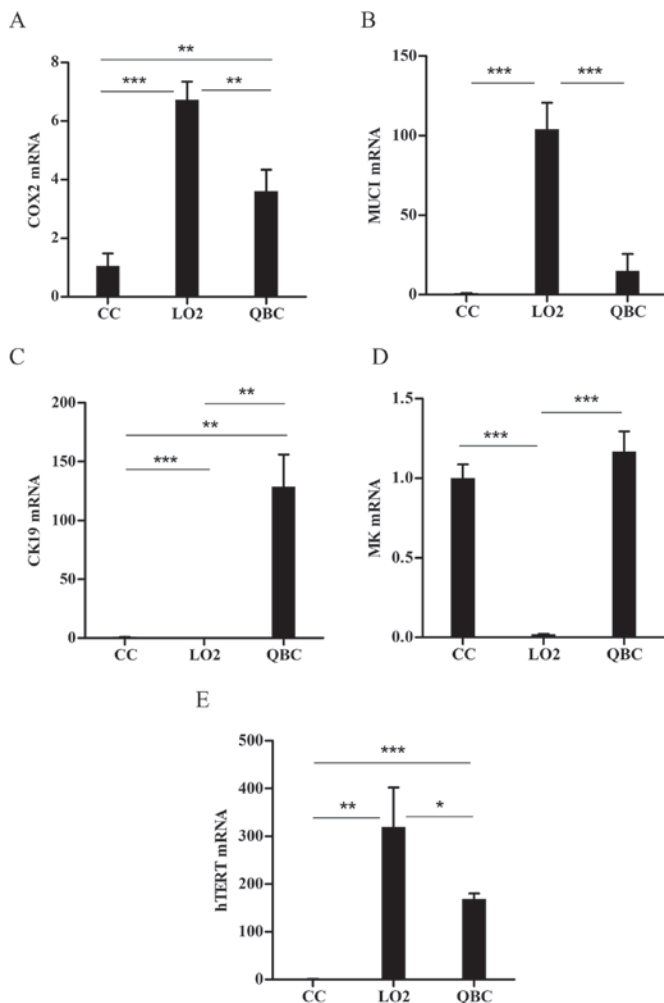 A
COX2 mRNA
8
6
4
2
0
**
***
**
CC LO2 QBC
B
MUCI mRNA
150
100
50
0
***
***
CC LO2 QBC
C
CK19 mRNA
200
150
100
50
0
**
**
***
CC LO2 QBC
D
MK mRNA
1.5
1.0
0.5
0.0
***
***
CC LO2 QBC
E
hTERT mRNA
500
400
300
200
100
0
***
**
*
CC LO2 QBC